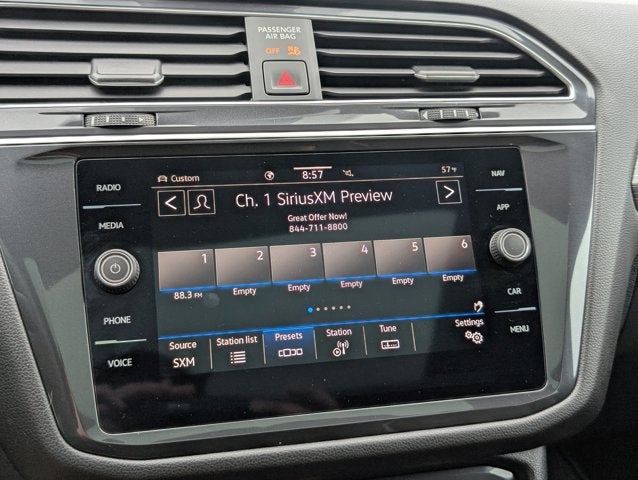 PASSENGER
AIR BAG
OFF
RADIO
MEDIA
PHONE
VOICE
Custom
8:57
57°F
Ch. 1 SiriusXM Preview
Great Offer Now!
844-711-8800
1 2 3 4 5 6
88.3 FM Empty Empty Empty Empty Empty
Source Station list Presets Station Tune Settings
SXM
NAV
APP
CAR
MENU